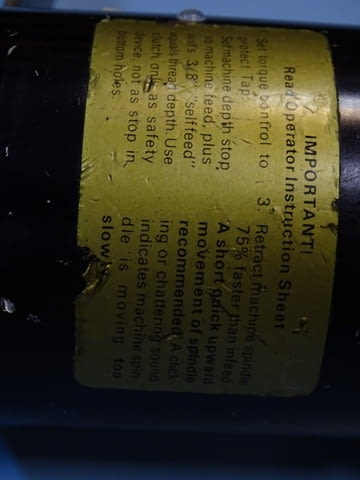 IMPORTANT!
Read Operator Instruction Sheet
Set torque control to
protect Tap
Set machine depth stop
so machine feed, plus
3/8" "selffeed"
equals thread depth. Use
clutch only as safety
device, not as stop in
bottom holes.
3. Retract machine spindle
75% faster than infeed
A short quick upward
movement of spindle
recommended. A click-
ing or chattering sound
indicates machine spin-
dle is moving too
slow